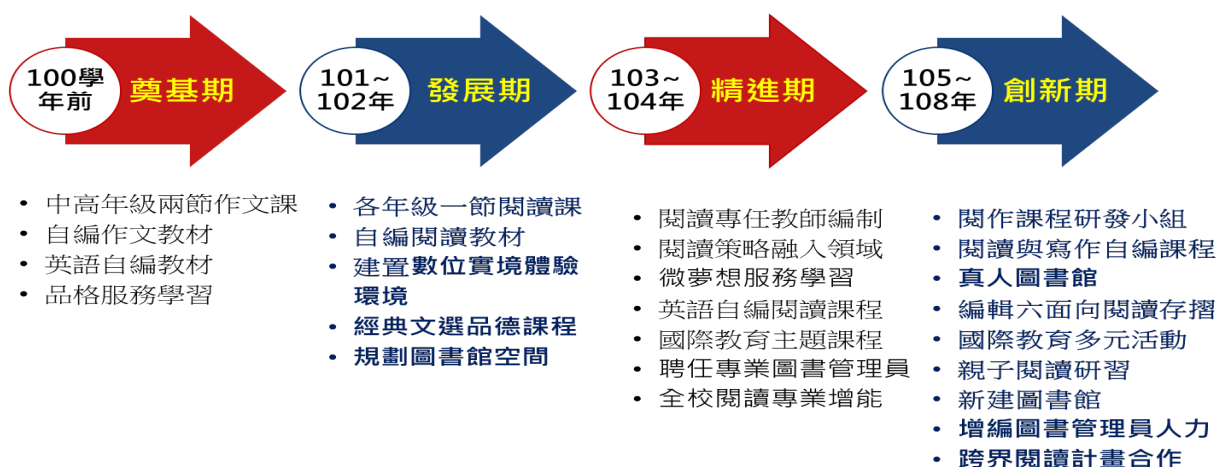 100學
年前
奠基期
101~
102年
發展期
103~
104年
精進期
105~
108年
創新期
• 中高年級兩節作文課
• 自編作文教材
• 英語自編教材
• 品格服務學習
• 各年級一節閱讀課
• 自編閱讀教材
• 建置數位實境體驗
環境
• 經典文選品德課程
• 規劃圖書館空間
• 閱讀專任教師編制
• 閱讀策略融入領域
• 微夢想服務學習
• 英語自編閱讀課程
• 國際教育主題課程
• 聘任專業圖書管理員
• 全校閱讀專業增能
• 閱作課程研發小組
• 閱讀與寫作自編課程
• 真人圖書館
• 編輯六面向閱讀存摺
• 國際教育多元活動
• 親子閱讀研習
• 新建圖書館
• 增編圖書管理員人力
• 跨界閱讀計畫合作